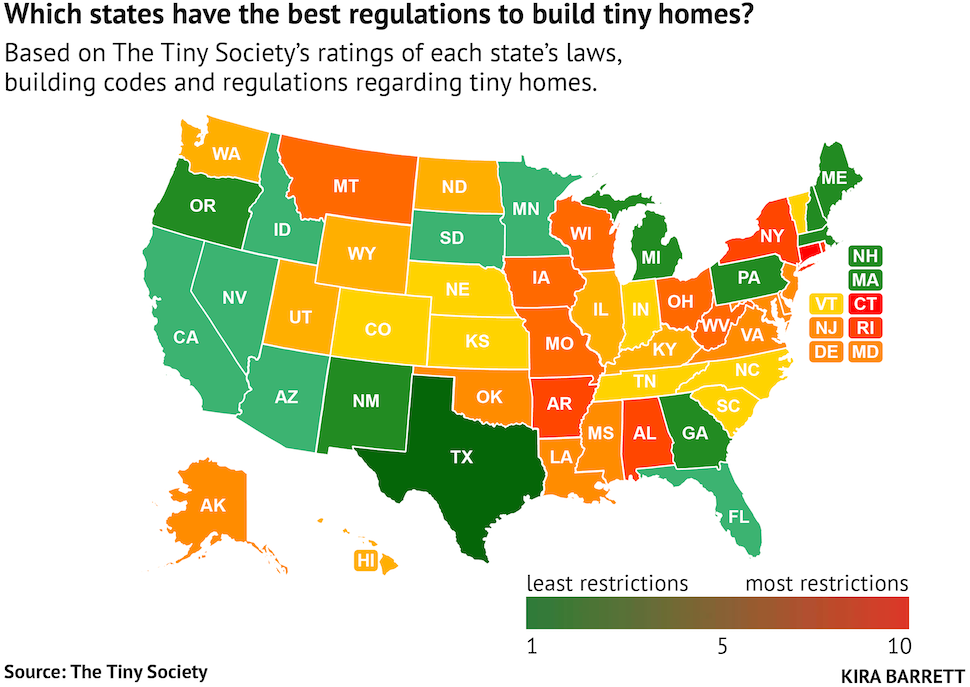 Which states have the best regulations to build tiny homes?
Based on The Tiny Society's ratings of each state's laws,
building codes and regulations regarding tiny homes.
WA
MT
ND
MN
ME
OR
ID
SD
WI
MI
NY
WY
IA
NE
NV
UT
CO
KS
IL
IN
OH
PA
NH
MA
VT
CT
NJ
RI
DE
MD
CA
MO
KY
WV
VA
AZ
NM
OK
AR
TN
NC
SC
TX
LA
MS
AL
GA
FL
AK
HI
least restrictions
most restrictions
1
5
10
Source: The Tiny Society
KIRA BARRETT